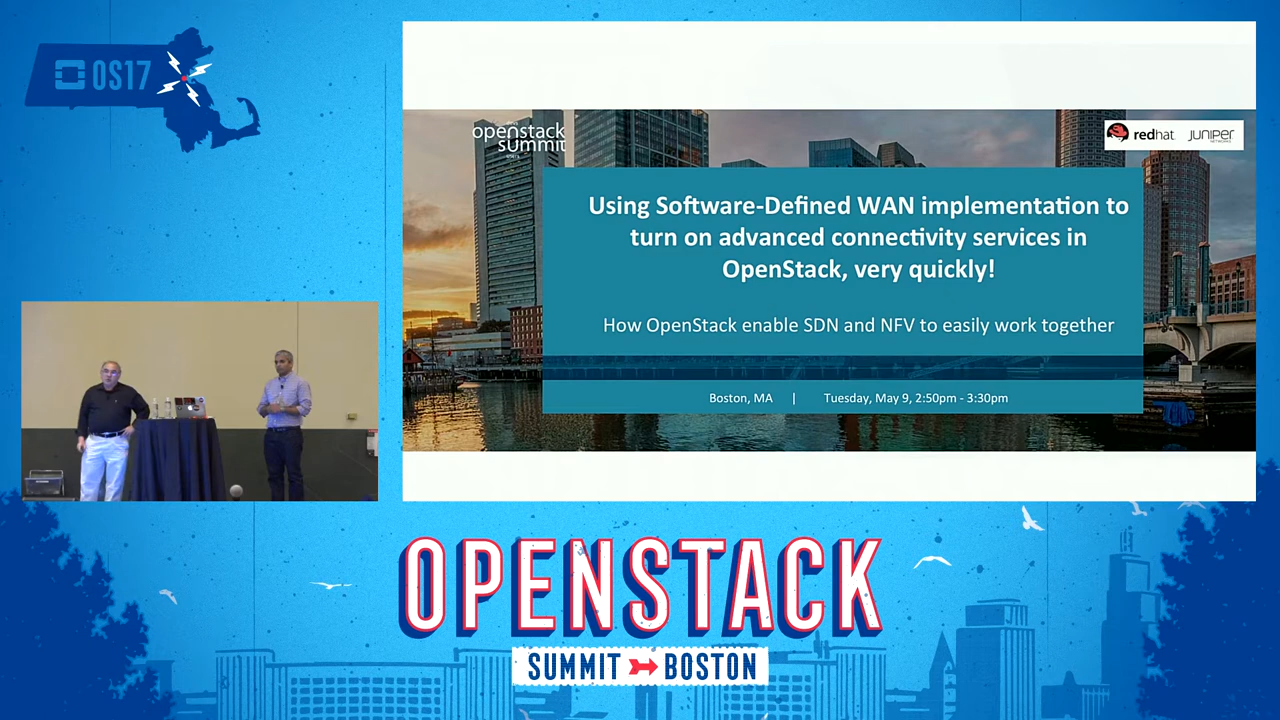 OS17
openstack
summit
redhat
JUNIPER
NETWORKS
Using Software-Defined WAN implementation to
turn on advanced connectivity services in
OpenStack, very quickly!
How OpenStack enable SDN and NFV to easily work together
Boston, MA | Tuesday, May 9, 2:50pm - 3:30pm
OPENSTACK
SUMMIT BOSTON